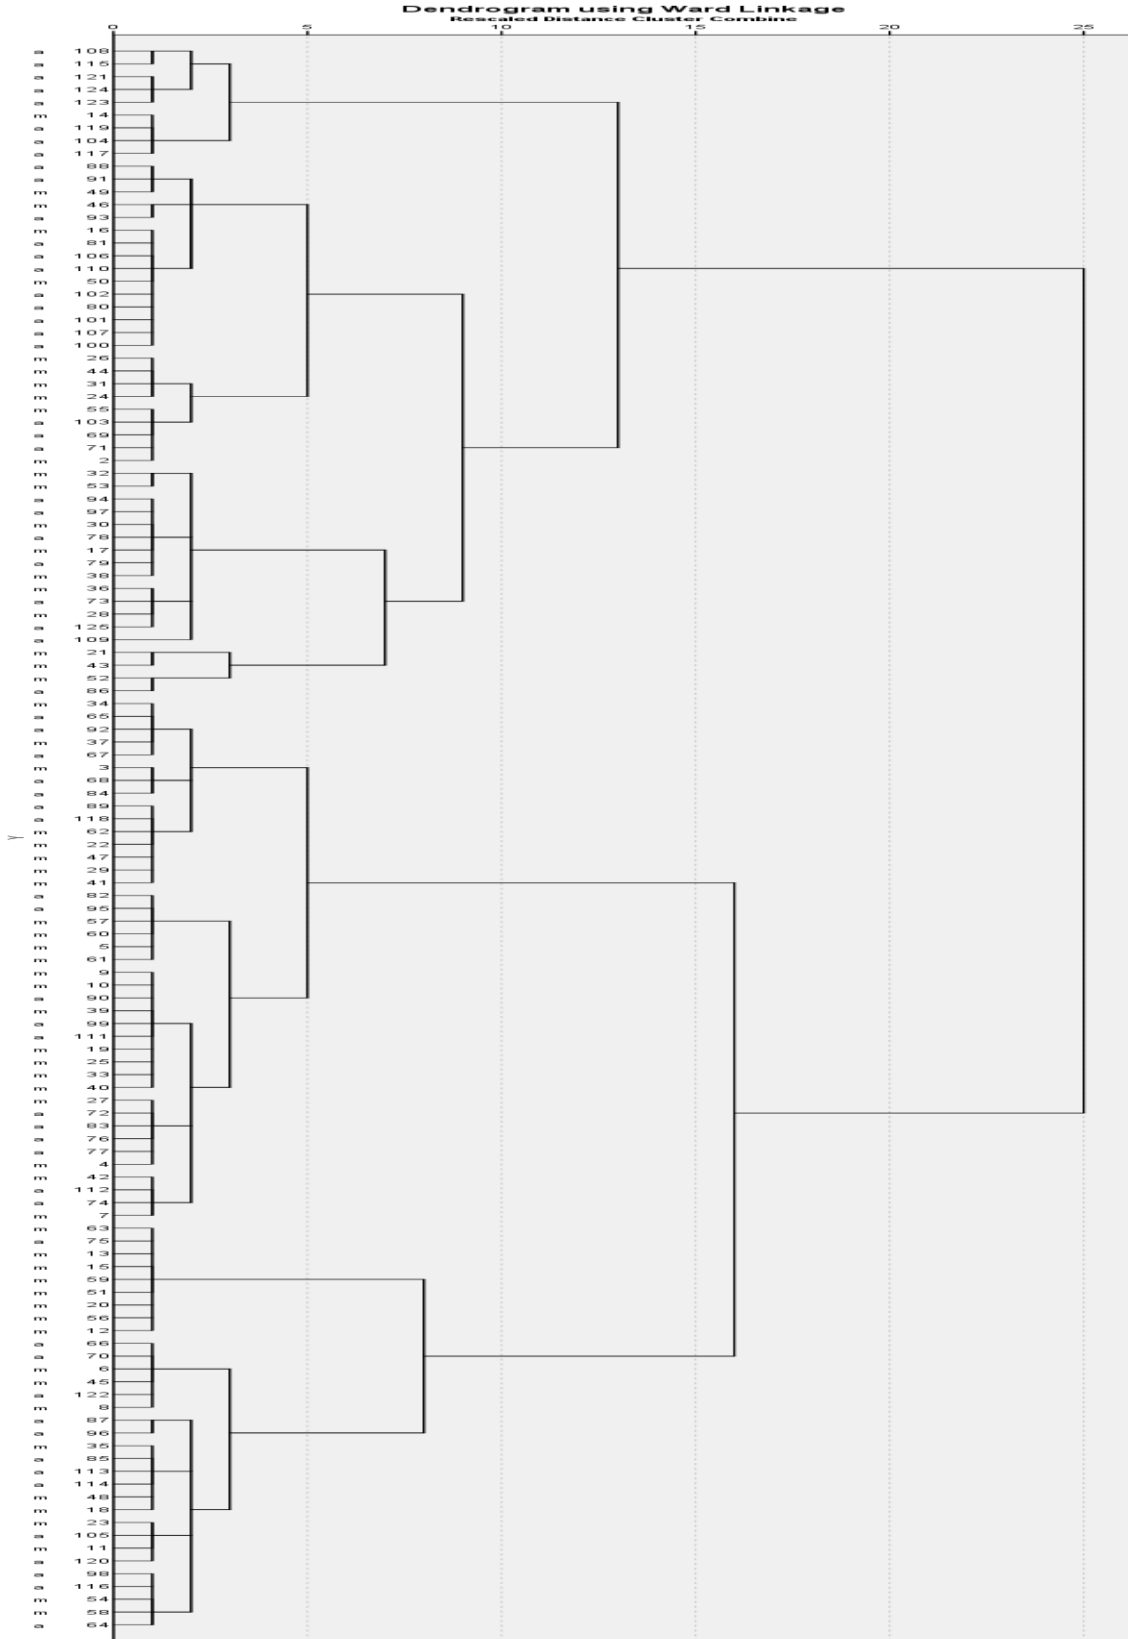 Dendrogram using Ward Linkage
Rescaled Distance Cluster Combine
0 5 10 15 20 25
a 108
a 115
a 121
a 124
a 123
m 14
a 119
a 104
a 117
a 88
a 91
m 49
m 46
a 93
m 16
a 81
a 106
a 110
m 50
a 102
a 80
a 101
a 107
a 100
m 26
m 44
m 31
m 24
m 55
a 103
a 69
a 71
m 2
m 32
m 53
a 94
a 97
m 30
a 78
m 17
a 79
m 38
m 36
a 73
m 28
a 125
a 109
m 21
m 43
m 52
a 86
m 34
a 65
a 92
m 37
a 67
m 3
a 68
a 84
a 89
a 118
m 62
m 22
m 47
m 29
m 41
a 82
a 95
m 57
m 60
m 5
m 61
m 9
m 10
a 90
m 39
a 99
a 111
m 19
m 25
m 33
m 40
m 27
a 72
a 83
a 76
a 77
m 4
m 42
a 112
a 74
m 7
m 63
a 75
m 13
m 15
m 59
m 51
m 20
m 56
m 12
a 66
a 70
m 6
m 45
a 122
m 8
a 87
a 96
m 35
a 85
a 113
a 114
m 48
m 18
m 23
a 105
m 11
a 120
a 98
a 116
m 54
m 58
a 64
Y